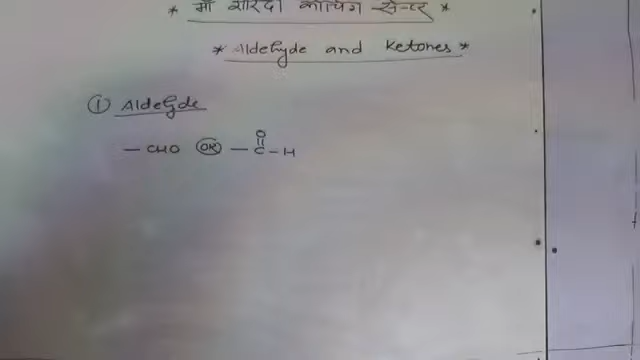 * माँ शारदा कोचिंग सेन्टर *
* Aldehyde and Ketones *
① Aldehyde
— CHO OR — C — H
O